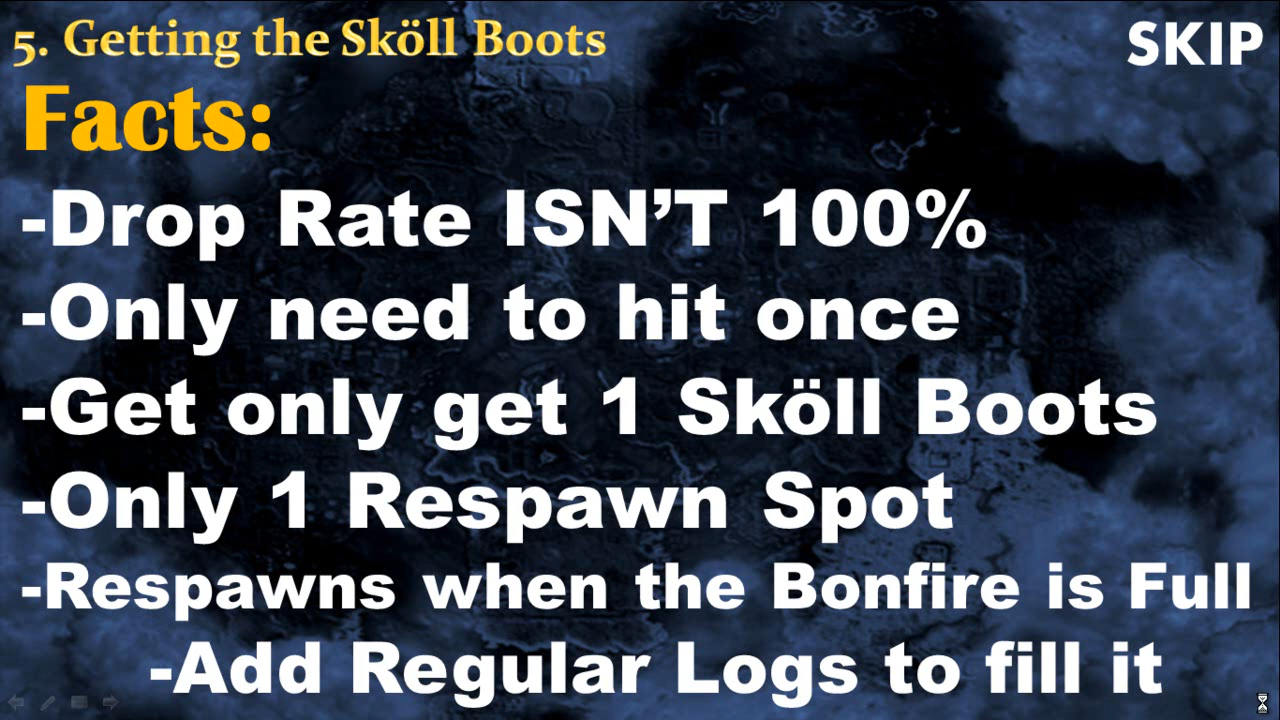 5. Getting the Sköll Boots
SKIP
Facts:
-Drop Rate ISN’T 100%
-Only need to hit once
-Get only get 1 Sköll Boots
-Only 1 Respawn Spot
-Respawns when the Bonfire is Full
-Add Regular Logs to fill it